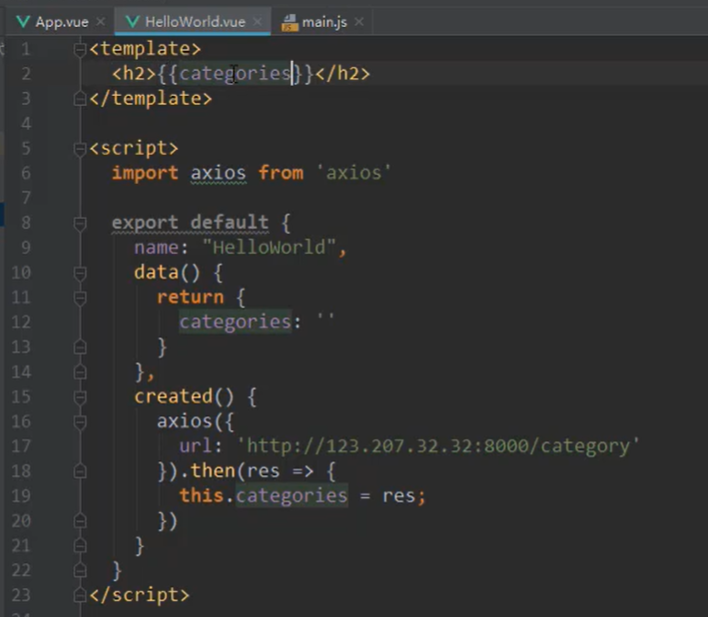 App.vue HelloWorld.vue main.js
1 <template>
2 <h2>{{categories}}</h2>
3 </template>
4
5 <script>
6 import axios from 'axios'
7
8 export default {
9 name: "HelloWorld",
10 data() {
11 return {
12 categories: ''
13 }
14 },
15 created() {
16 axios({
17 url: 'http://123.207.32.32:8000/category'
18 }).then(res => {
19 this.categories = res;
20 })
21 }
22 }
23 </script>